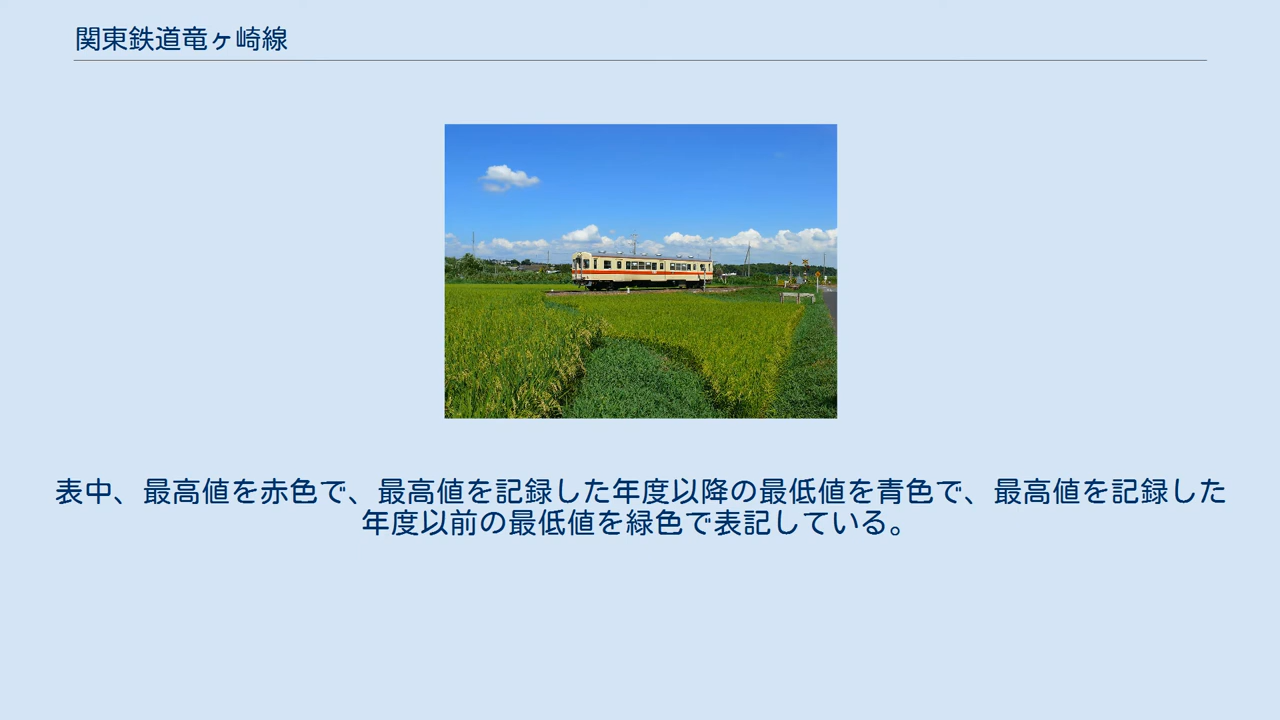 関東鉄道竜ヶ崎線
表中、最高値を赤色で、最高値を記録した年度以降の最低値を青色で、最高値を記録した
年度以前の最低値を緑色で表記している。